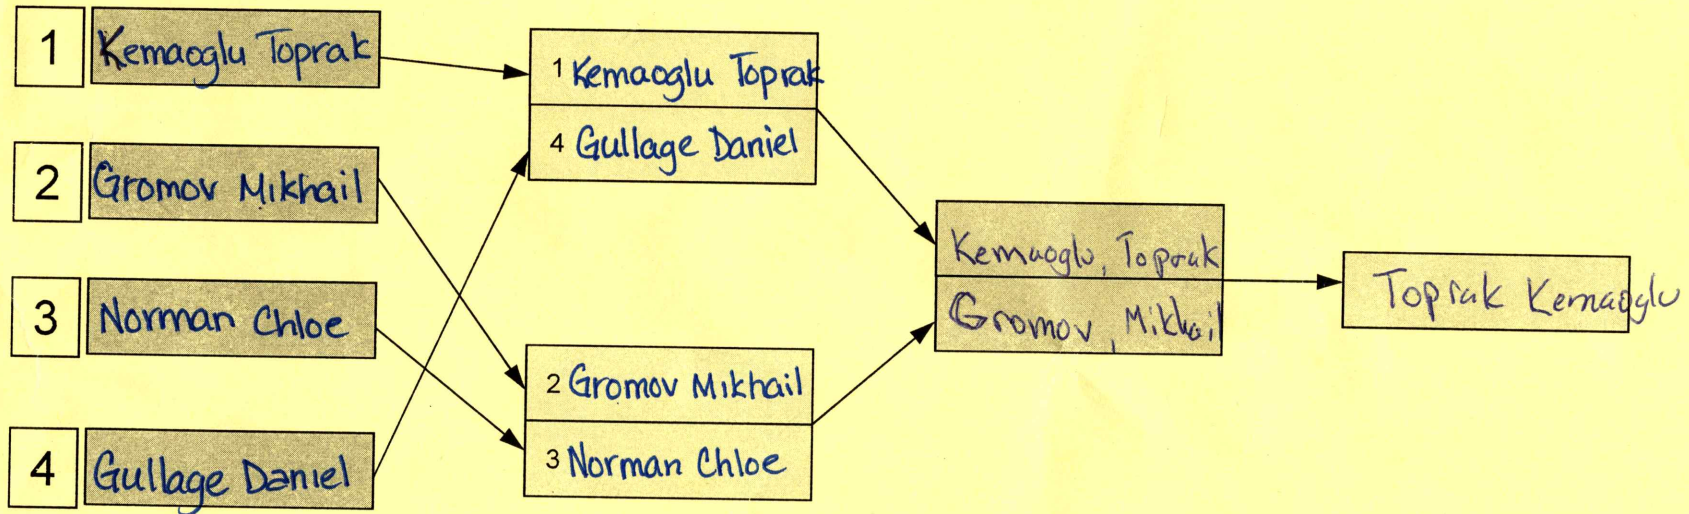 1 Kemaoglu Toprak
2 Gromov Mikhail
3 Norman Chloe
4 Gullage Daniel
1 Kemaoglu Toprak
4 Gullage Daniel
2 Gromov Mikhail
3 Norman Chloe
Kemaoglu, Toprak
Gromov, Mikhail
Toprak Kemaoglu